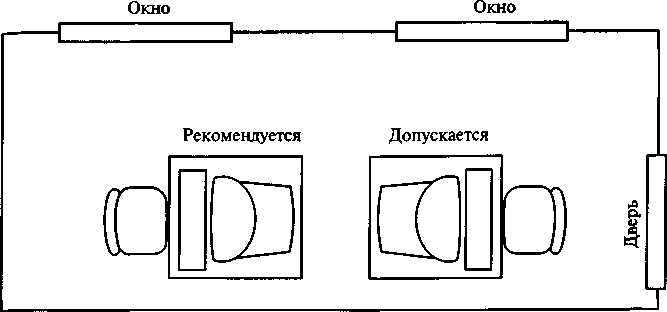 Окно
Окно
Рекомендуется
Допускается
Дверь